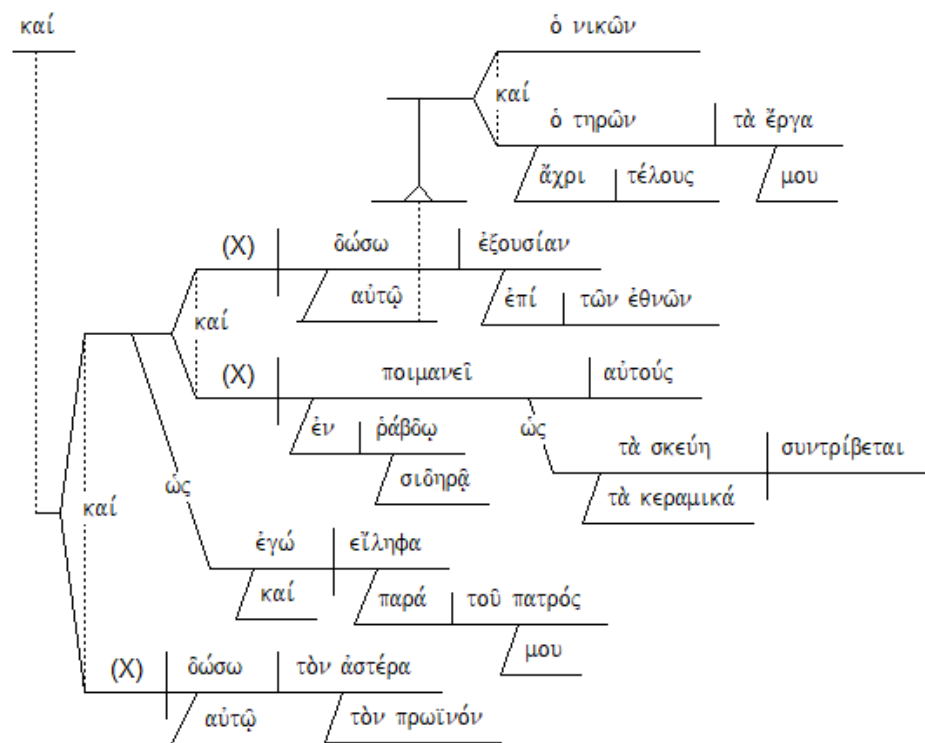 καί
ὁ νικῶν
καί
ὁ τηρῶν τὰ ἔργα
ἄχρι τέλους μου
(X) δώσω ἐξουσίαν
αὐτῷ ἐπί τῶν ἐθνῶν
καί
(X) ποιμανεῖ αὐτούς
ἐν ῥάβδῳ ὡς
τὰ σκεύη συντρίβεται
σιδηρᾷ
ὡς
τὰ κεραμικά
καί
ἐγώ εἴληφα
καί παρά τοῦ πατρός
μου
(X) δώσω τὸν ἀστέρα
αὐτῷ τὸν πρωϊνόν